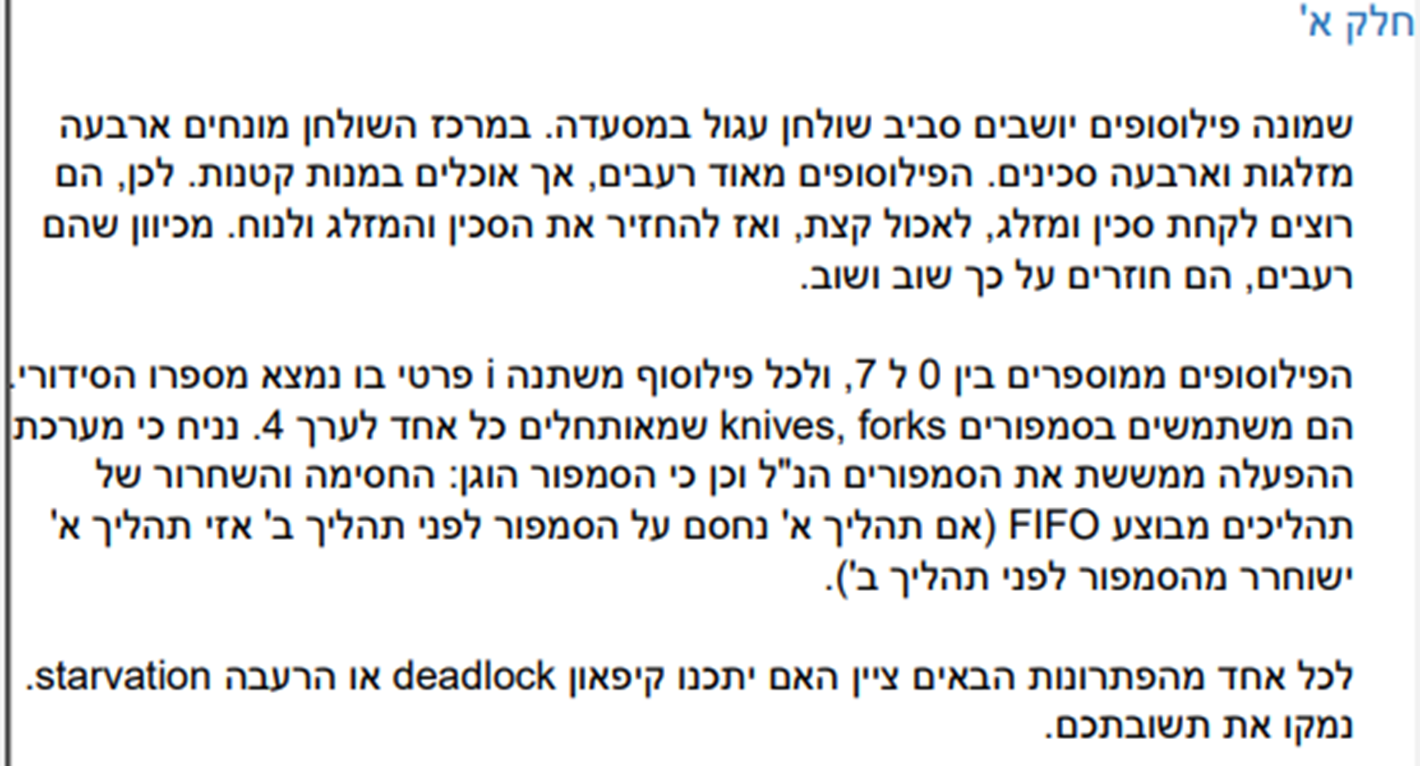 חלק א'
שמונה פילוסופים יושבים סביב שולחן עגול במסעדה. במרכז השולחן מונחים ארבעה
מזלגות וארבעה סכינים. הפילוסופים מאוד רעבים, אך אוכלים במנות קטנות. לכן, הם
רוצים לקחת סכין ומזלג, לאכול קצת, ואז להחזיר את הסכין והמזלג ולנוח. מכיוון שהם
רעבים, הם חוזרים על כך שוב ושוב.
הפילוסופים ממוספרים בין 0 ל 7, ולכל פילוסוף משתנה i פרטי בו נמצא מספרו הסידורי.
הם משתמשים בסמפורים knives, forks שמאותחלים כל אחד לערך 4. נניח כי מערכת
ההפעלה ממששת את הסמפורים הנ"ל וכן כי הסמפור הוגן: החסימה והשחרור של
תהליכים מבוצע FIFO (אם תהליך א' נחסם על הסמפור לפני תהליך ב' אזי תהליך א'
ישוחרר מהסמפור לפני תהליך ב').
לכל אחד מהפתרונות הבאים ציין האם יתכנו קיפאון deadlock או הרעבה starvation.
נמקו את תשובתכם.